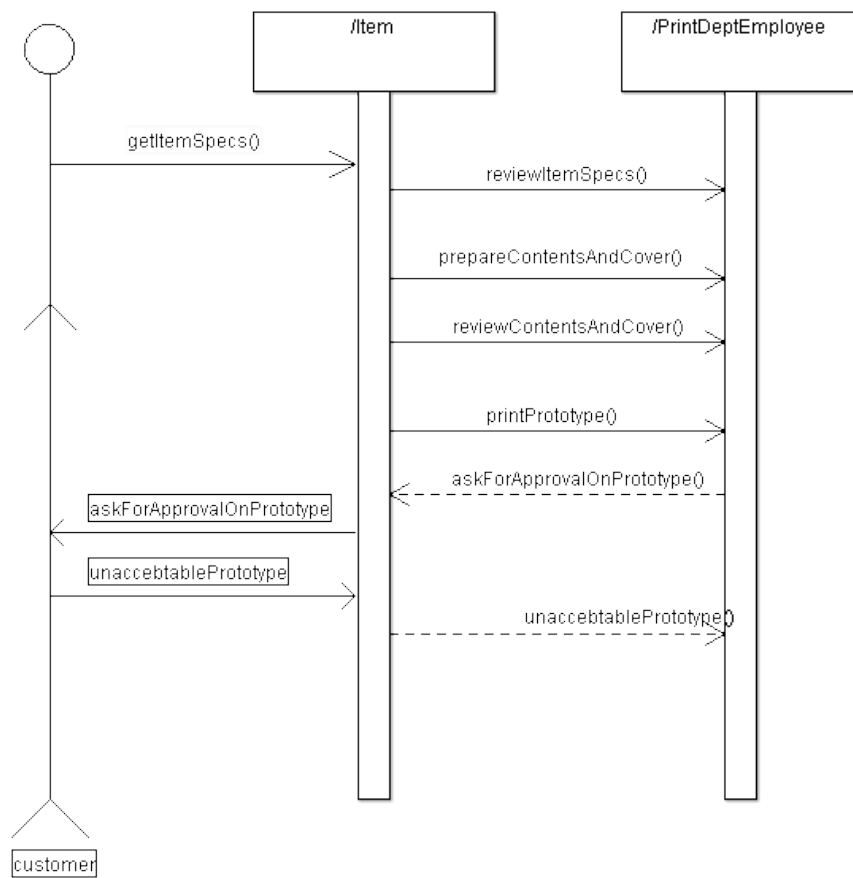 /Item
/PrintDeptEmployee
getItemSpecs()
reviewItemSpecs()
prepareContentsAndCover()
reviewContentsAndCover()
printPrototype()
askForApprovalOnPrototype()
askForApprovalOnPrototype
unaccebtablePrototype
unaccebtablePrototype()
customer